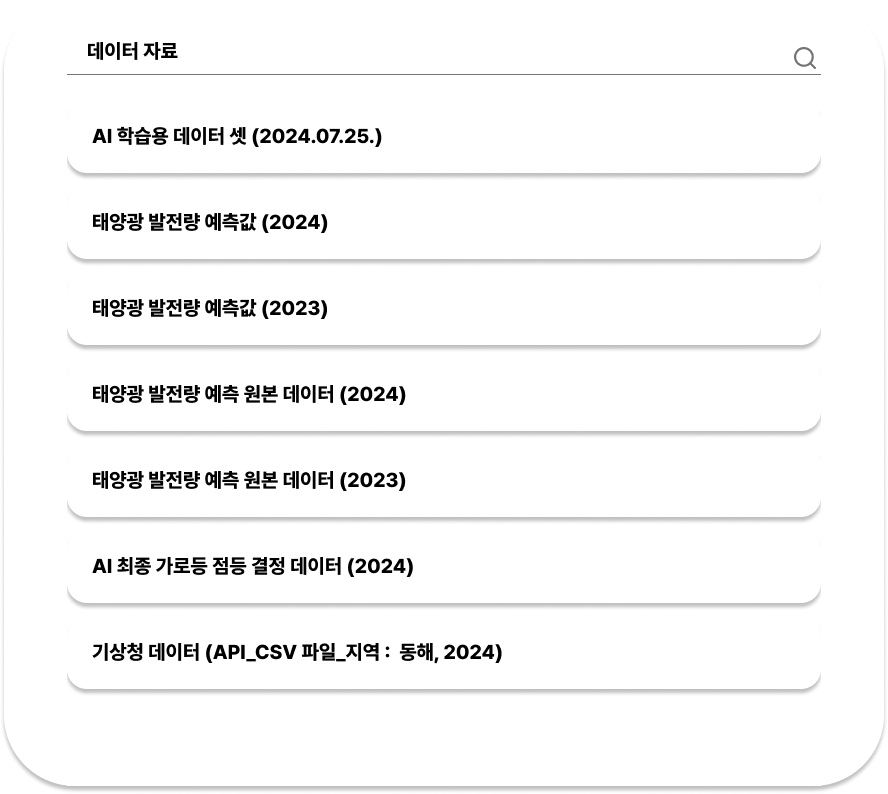 데이터 자료
AI 학습용 데이터 셋 (2024.07.25.)
태양광 발전량 예측값 (2024)
태양광 발전량 예측값 (2023)
태양광 발전량 예측 원본 데이터 (2024)
태양광 발전량 예측 원본 데이터 (2023)
AI 최종 가로등 점등 결정 데이터 (2024)
기상청 데이터 (API_CSV 파일_지역 : 동해, 2024)